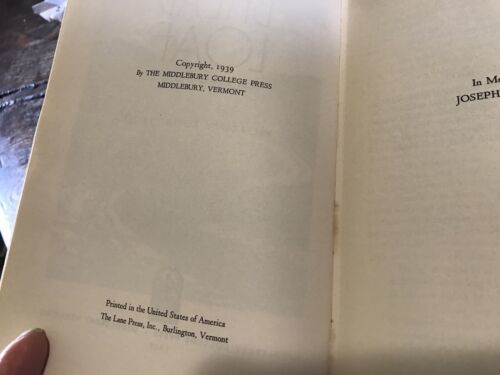 Copyright, 1939
By THE MIDDLEBURY COLLEGE PRESS
MIDDLEBURY, VERMONT
Printed in the United States of America
The Lane Press, Inc., Burlington, Vermont
In Me
JOSEPH